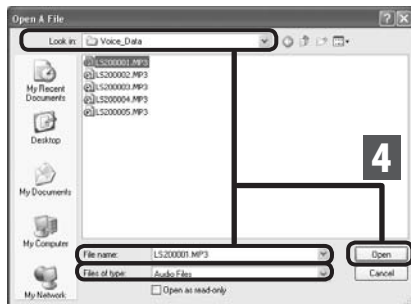 Open A File
Look in: Voice_Data
LS200001.MP3
LS200002.MP3
LS200003.MP3
LS200004.MP3
LS200005.MP3
My Recent
Documents
Desktop
My Documents
My Computer
My Network
4
File name: LS200001.MP3 Open
Files of type: Audio Files Cancel
Open as read-only